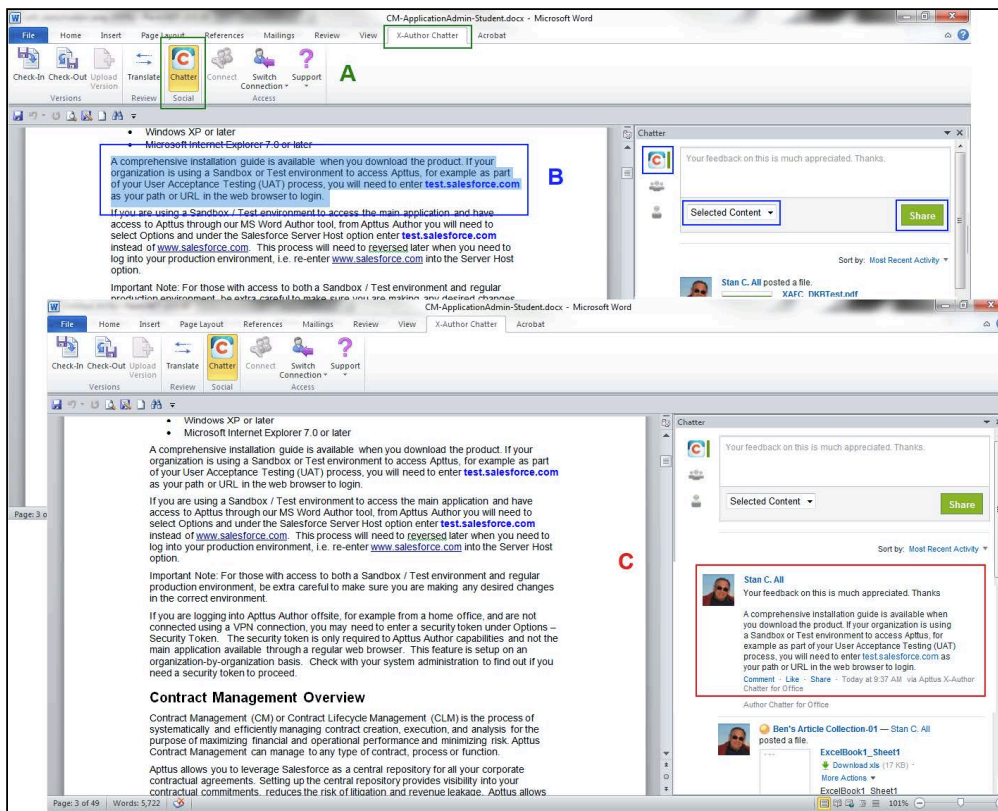 CM-ApplicationAdmin-Student.docx - Microsoft Word
File Home Insert Page Layout References Mailings Review View X-Author Chatter Acrobat
Check-In Check-Out Upload Version Translate Chatter Connect Switch Connection Support
Versions Review Social Access
A
• Windows XP or later
• Microsoft Internet Explorer 7.0 or later
A comprehensive installation guide is available when you download the product. If your
organization is using a Sandbox or Test environment to access Apttus, for example as part
of your User Acceptance Testing (UAT) process, you will need to enter test.salesforce.com
as your path or URL in the web browser to login.
B
If you are using a Sandbox / Test environment to access the main application and have
access to Apttus through our MS Word Author tool, from Apttus Author you will need to
select Options and under the Salesforce Server Host option enter test.salesforce.com
instead of www.salesforce.com. This process will need to reversed later when you need to
log into your production environment, i.e. re-enter www.salesforce.com into the Server Host
option.
Important Note: For those with access to both a Sandbox / Test environment and regular
production environment, be extra careful to make sure you are making any desired changes
Chatter
Your feedback on this is much appreciated. Thanks.
Selected Content
Share
Sort by: Most Recent Activity
Stan C. All posted a file.
XAFC_DKBTest.pdf
Page: 3 o
CM-ApplicationAdmin-Student.docx - Microsoft Word
File Home Insert Page Layout References Mailings Review View X-Author Chatter Acrobat
Check-In Check-Out Upload Version Translate Chatter Connect Switch Connection Support
Versions Review Social Access
• Windows XP or later
• Microsoft Internet Explorer 7.0 or later
A comprehensive installation guide is available when you download the product. If your
organization is using a Sandbox or Test environment to access Apttus, for example as part
of your User Acceptance Testing (UAT) process, you will need to enter test.salesforce.com
as your path or URL in the web browser to login.
If you are using a Sandbox / Test environment to access the main application and have
access to Apttus through our MS Word Author tool, from Apttus Author you will need to
select Options and under the Salesforce Server Host option enter test.salesforce.com
instead of www.salesforce.com. This process will need to reversed later when you need to
log into your production environment, i.e. re-enter www.salesforce.com into the Server Host
option.
Important Note: For those with access to both a Sandbox / Test environment and regular
production environment, be extra careful to make sure you are making any desired changes
in the correct environment.
If you are logging into Apttus Author offsite, for example from a home office, and are not
connected using a VPN connection, you may need to enter a security token under Options –
Security Token. The security token is only required to Apttus Author capabilities and not the
main application available through a regular web browser. This feature is setup on an
organization-by-organization basis. Check with your system administration to find out if you
need a security token to proceed.
Contract Management Overview
Contract Management (CM) or Contract Lifecycle Management (CLM) is the process of
systematically and efficiently managing contract creation, execution, and analysis for the
purpose of maximizing financial and operational performance and minimizing risk. Apttus
Contract Management can manage to any type of contract, process or function.
Apttus allows you to leverage Salesforce as a central repository for all your corporate
contractual agreements. Setting up the central repository provides visibility into your
contractual commitments, reduces the risk of litigation and revenue leakage. Apttus allows
Chatter
Your feedback on this is much appreciated. Thanks.
Selected Content
Share
Sort by: Most Recent Activity
C
Stan C. All
Your feedback on this is much appreciated. Thanks
A comprehensive installation guide is available when
you download the product. If your organization is using
a Sandbox or Test environment to access Apttus, for
example as part of your User Acceptance Testing (UAT)
process, you will need to enter test.salesforce.com as
your path or URL in the web browser to login.
Comment · Like · Share · Today at 9:37 AM via Apttus X-Author
Chatter for Office
Author Chatter for Office
Ben's Article Collection-01 — Stan C. All
posted a file.
ExcelBook1_Sheet1
Download xls (17 KB) ·
More Actions
ExcelBook1 Sheet1
Page: 3 of 49 Words: 5,722 101%